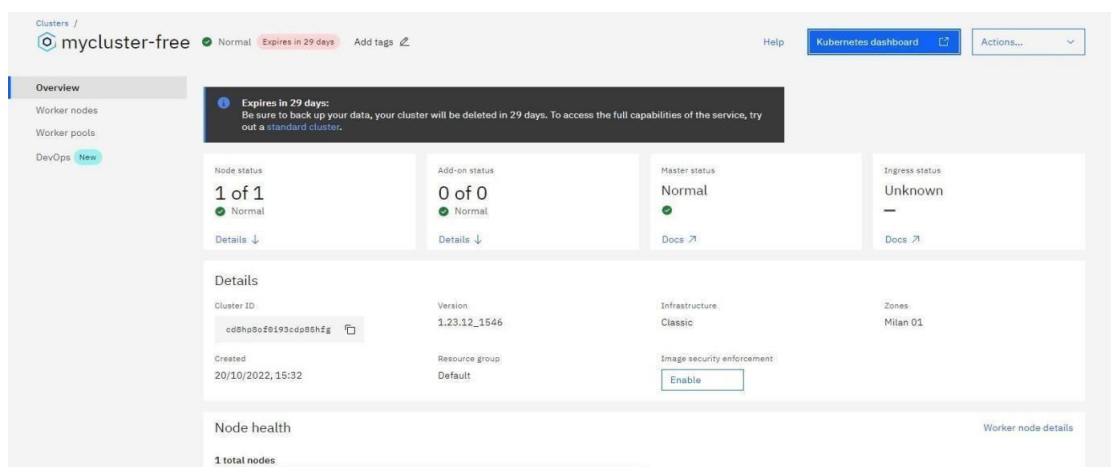 Clusters /
mycluster-free Normal Expires in 29 days Add tags Help Kubernetes dashboard Actions...
Overview
Worker nodes
Worker pools
DevOps New
Expires in 29 days:
Be sure to back up your data, your cluster will be deleted in 29 days. To access the full capabilities of the service, try
out a standard cluster.
Node status
1 of 1
Normal
Details
Add-on status
0 of 0
Normal
Details
Master status
Normal
Docs
Ingress status
Unknown
—
Docs
Details
Cluster ID
Version
Infrastructure
Zones
1.23.12_1546
Classic
Milan 01
Created
Resource group
Image security enforcement
20/10/2022, 15:32
Default
Enable
Node health
Worker node details
1 total nodes